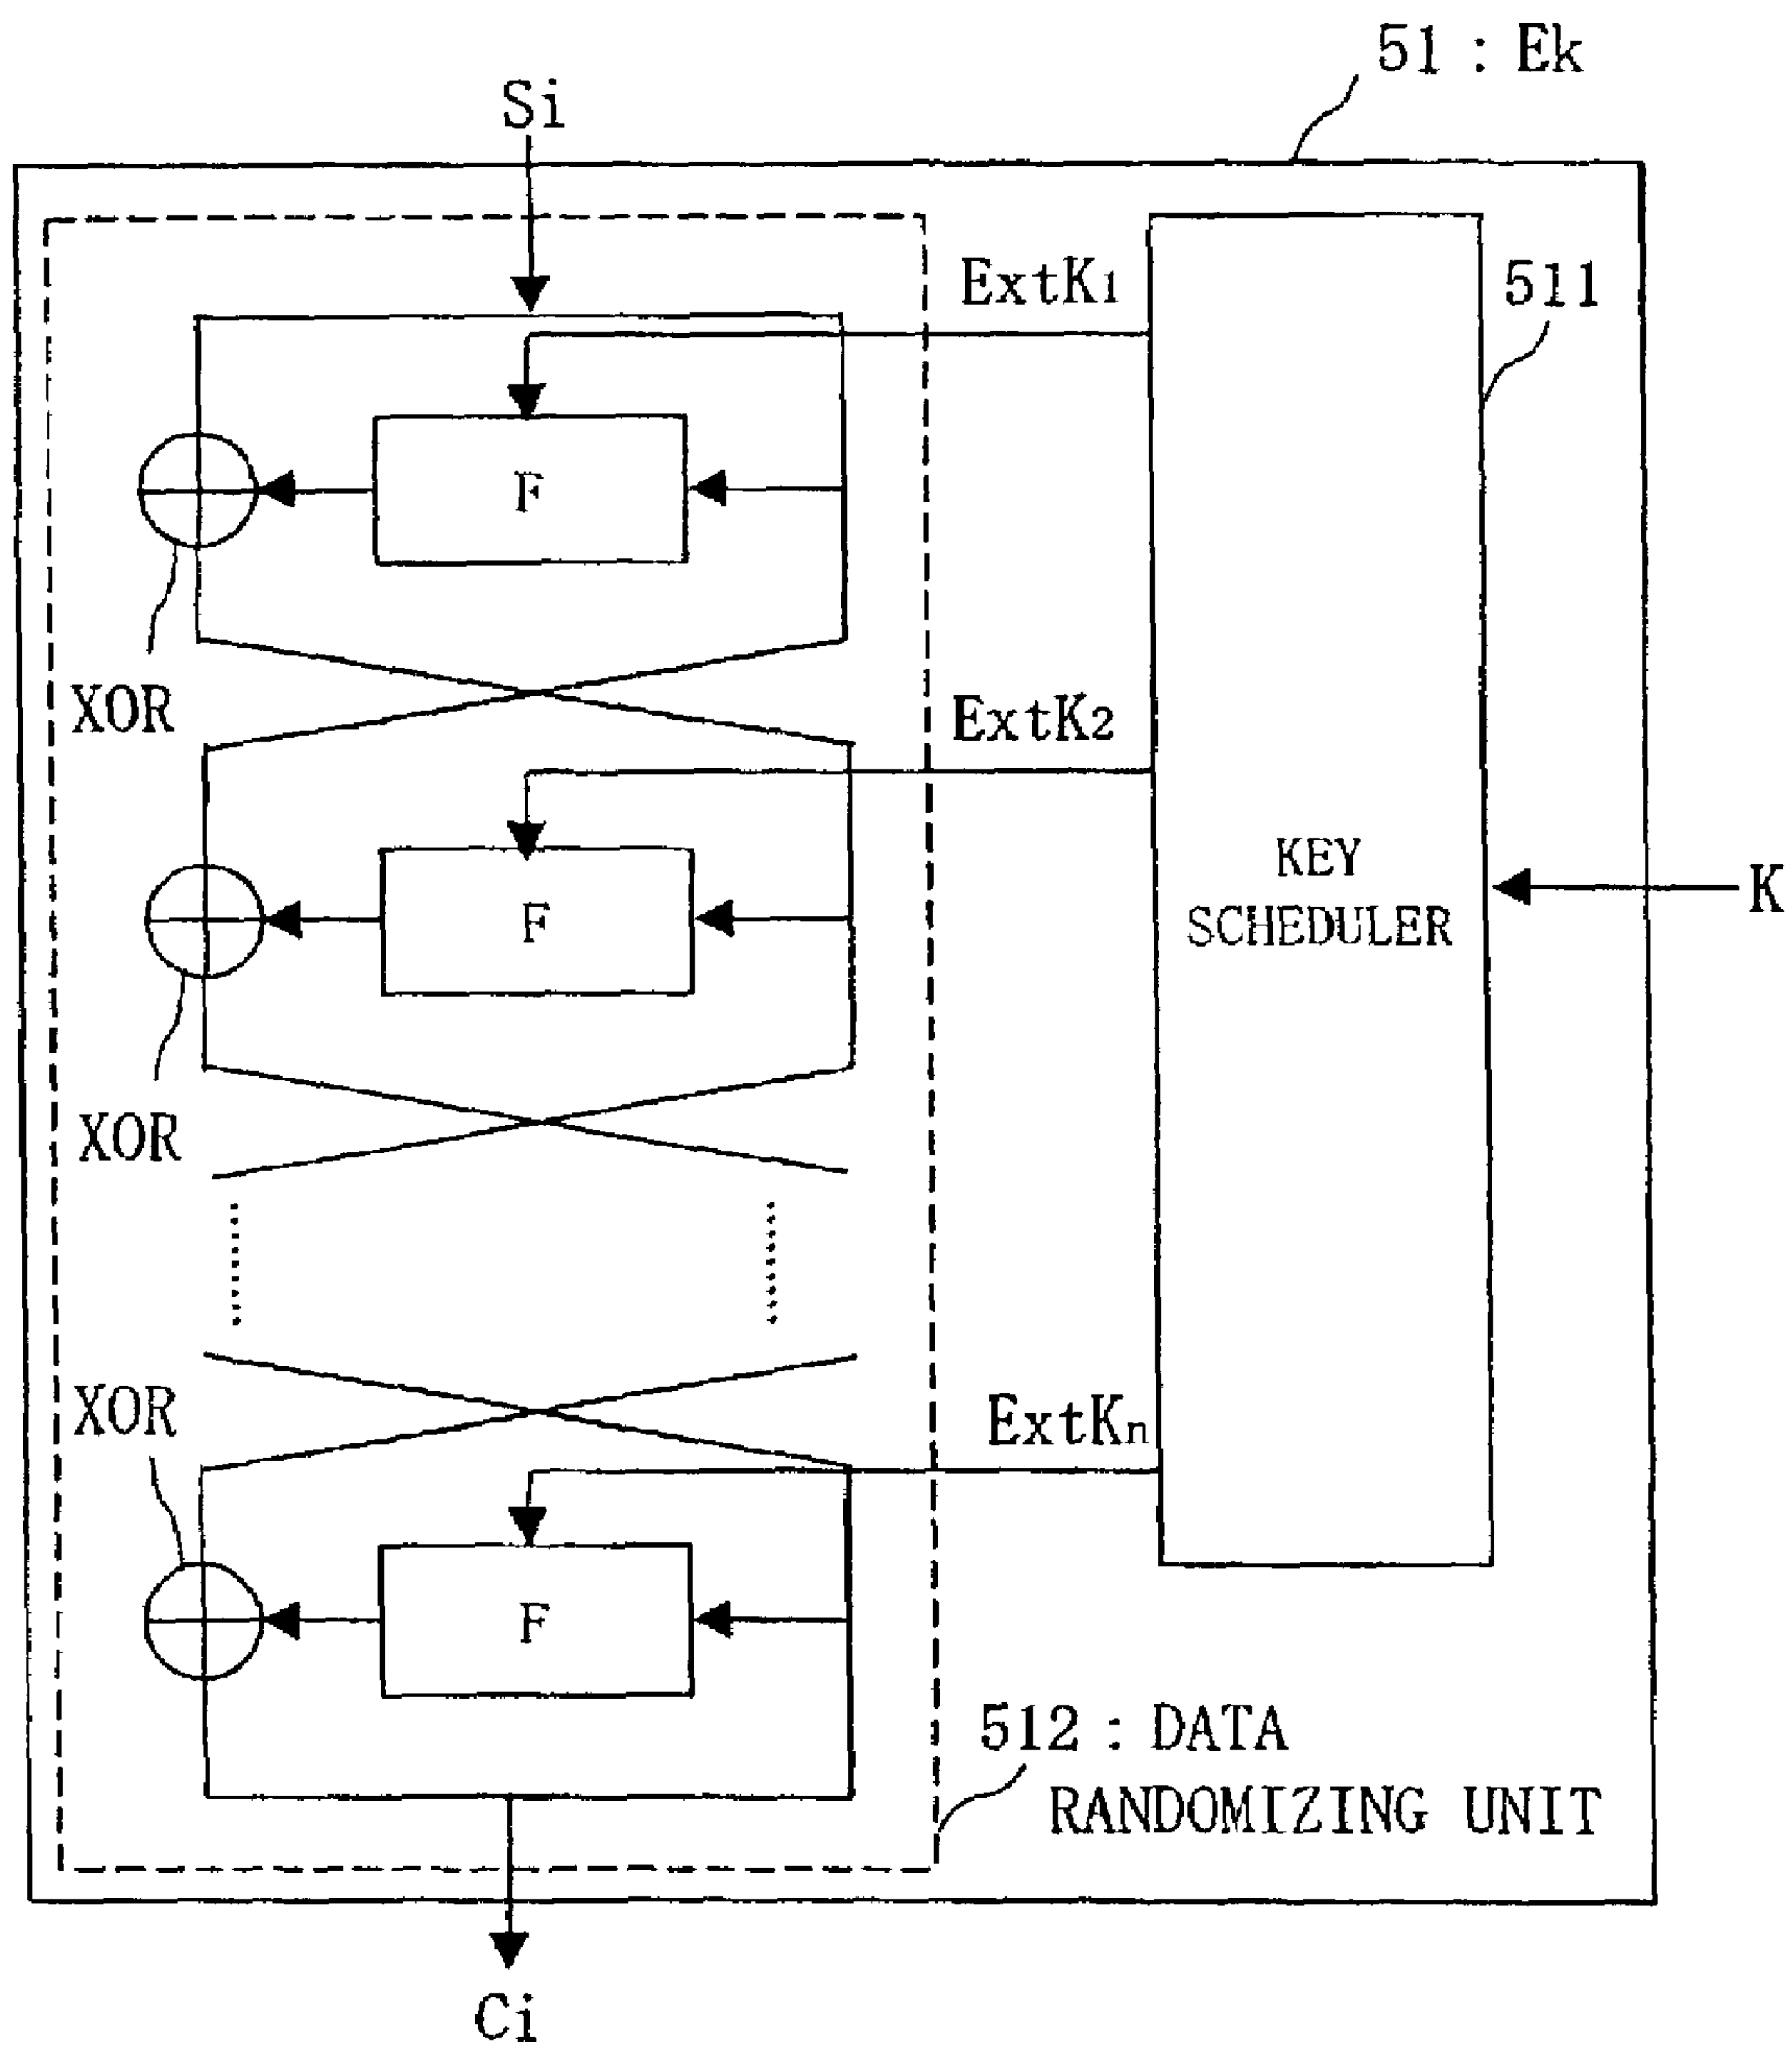 51 : Ek
Si
ExtK1
511
F
XOR
ExtK2
KEY
SCHEDULER
K
F
XOR
XOR
ExtKn
F
512 : DATA
RANDOMIZING UNIT
Ci